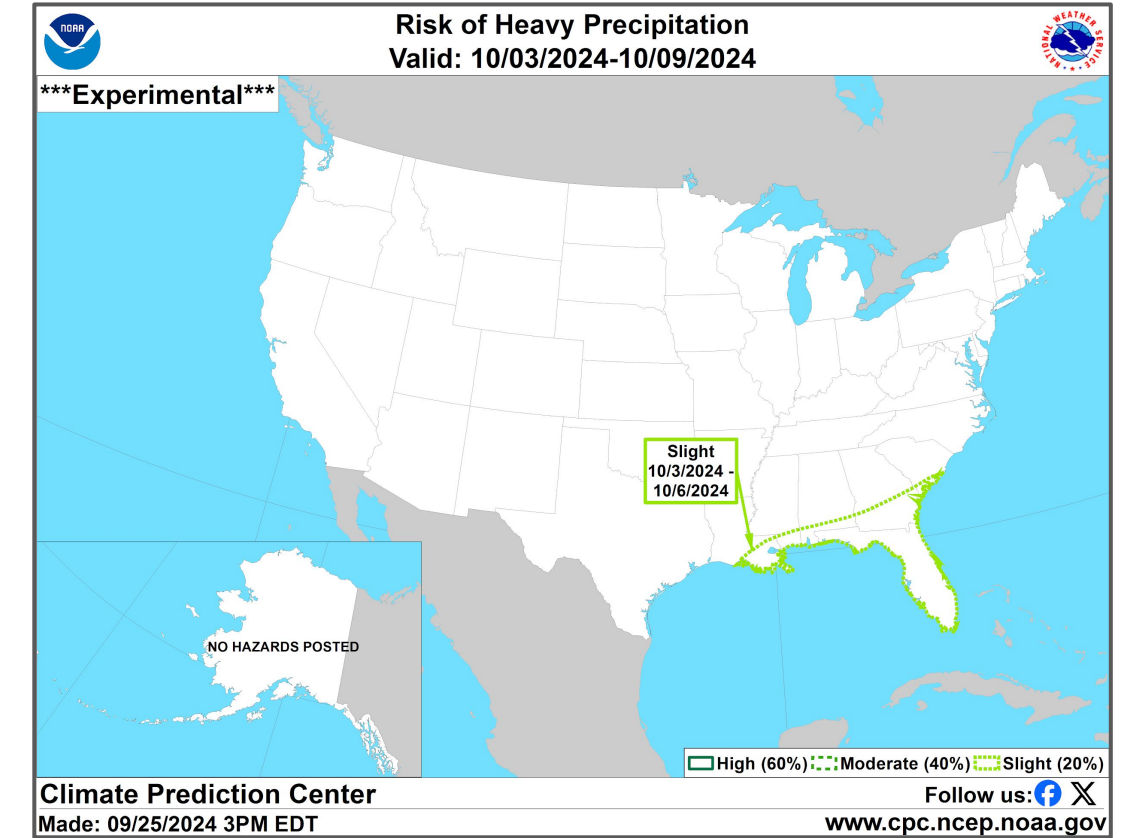 NOAA
Risk of Heavy Precipitation
Valid: 10/03/2024-10/09/2024
NATIONAL WEATHER SERVICE
***Experimental***
Slight
10/3/2024 -
10/6/2024
NO HAZARDS POSTED
High (60%) Moderate (40%) Slight (20%)
Climate Prediction Center
Follow us:
Made: 09/25/2024 3PM EDT
www.cpc.ncep.noaa.gov